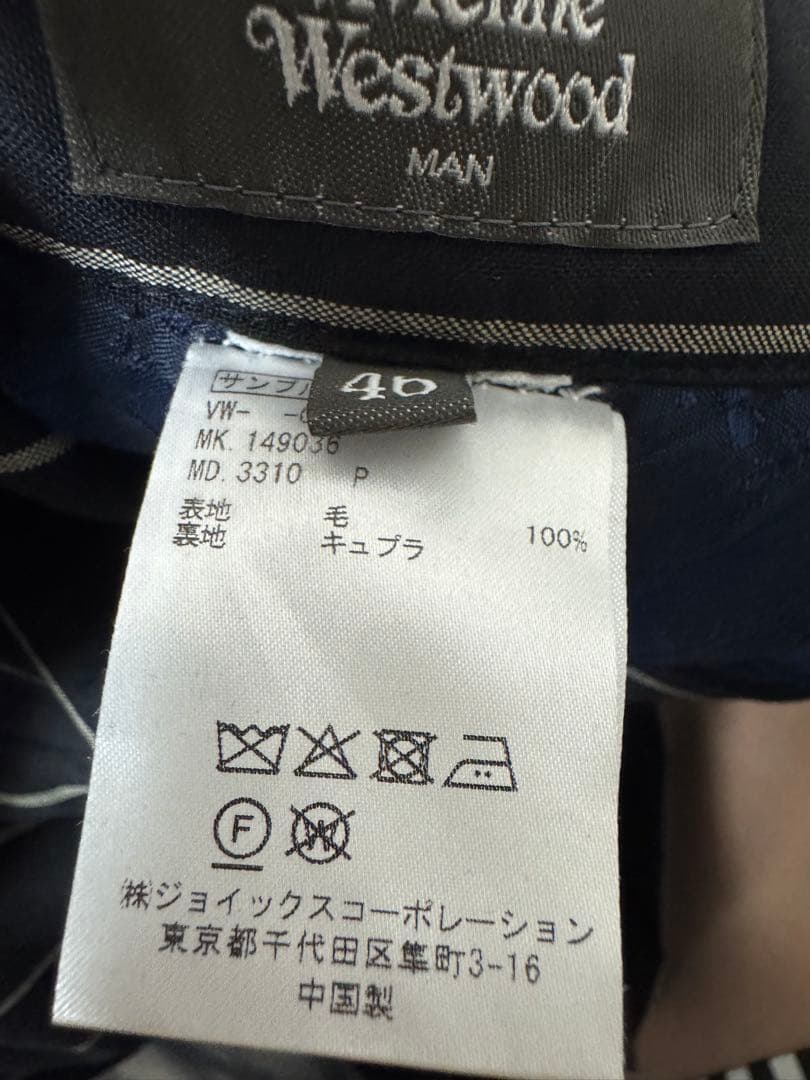 Westwood
MAN
46
サンプル
VW- -
MK. 149036
MD. 3310 P
表地 毛
裏地 キュプラ 100%
F
W
(株)ジョイックスコーポレーション
東京都千代田区隼町3-16
中国製